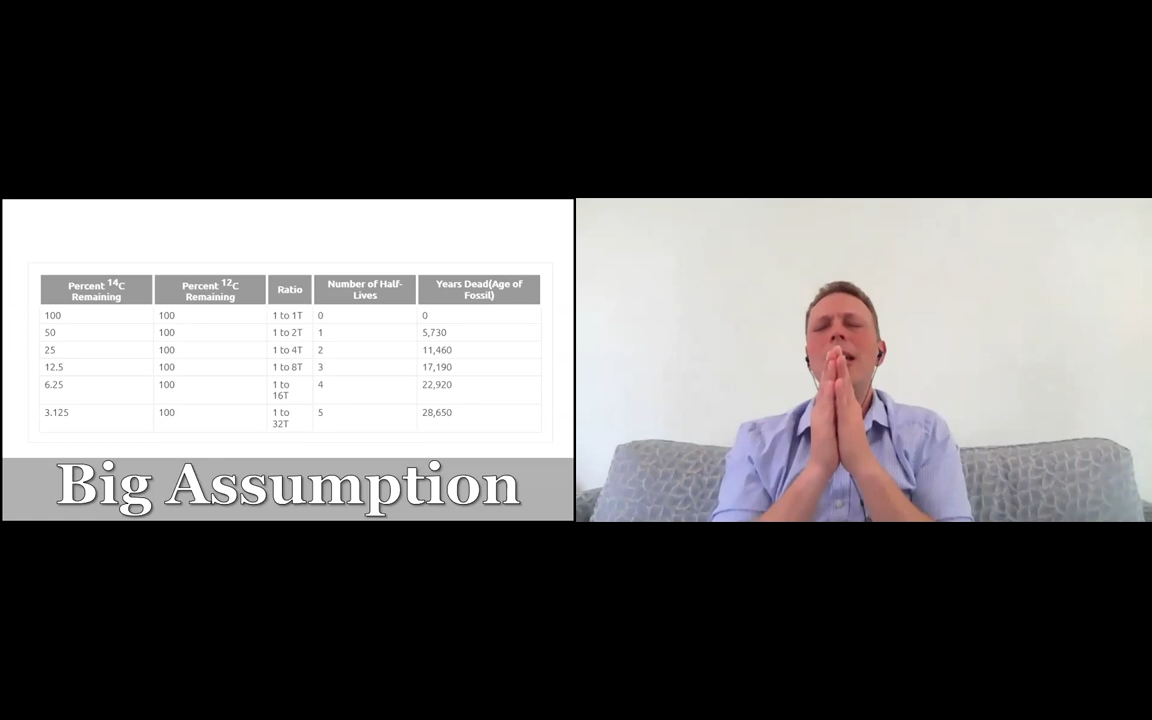 Percent 14C Remaining Percent 12C Remaining Ratio Number of Half-Lives Years Dead(Age of Fossil)
100 100 1 to 1T 0 0
50 100 1 to 2T 1 5,730
25 100 1 to 4T 2 11,460
12.5 100 1 to 8T 3 17,190
6.25 100 1 to 16T 4 22,920
3.125 100 1 to 32T 5 28,650
Big Assumption